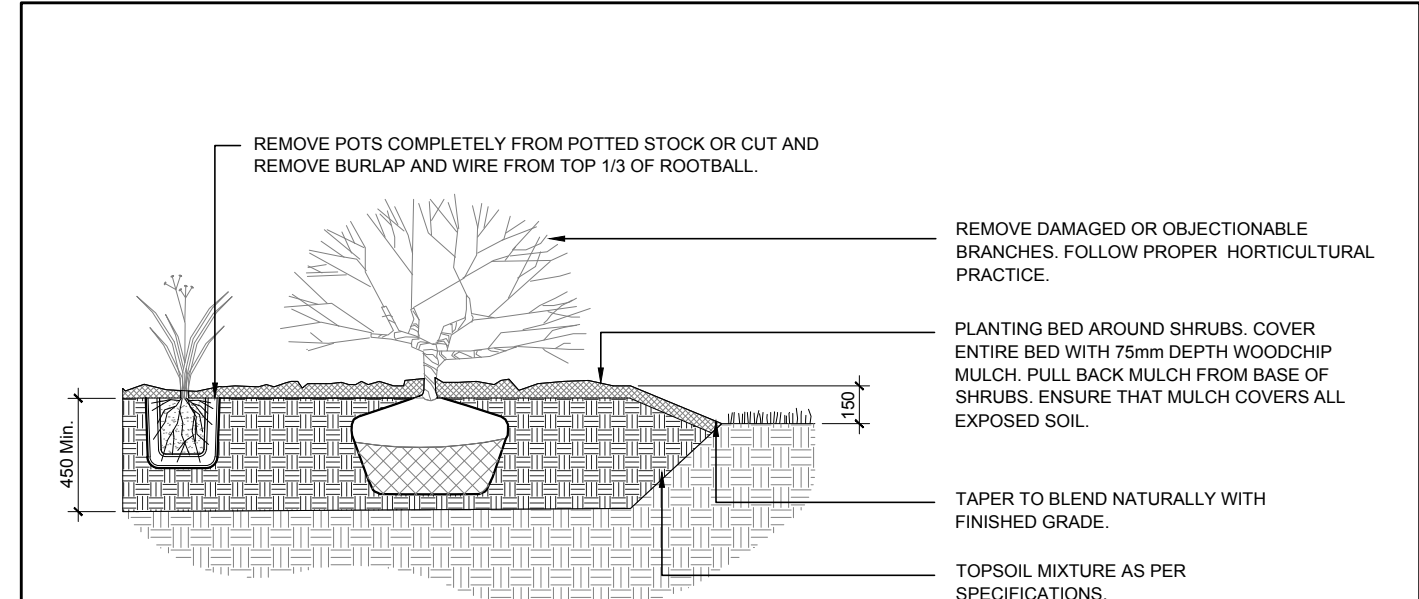 REMOVE POTS COMPLETELY FROM POTTED STOCK OR CUT AND
REMOVE BURLAP AND WIRE FROM TOP 1/3 OF ROOTBALL.
REMOVE DAMAGED OR OBJECTIONABLE
BRANCHES. FOLLOW PROPER HORTICULTURAL
PRACTICE.
PLANTING BED AROUND SHRUBS. COVER
ENTIRE BED WITH 75mm DEPTH WOODCHIP
MULCH. PULL BACK MULCH FROM BASE OF
SHRUBS. ENSURE THAT MULCH COVERS ALL
EXPOSED SOIL.
150
450 Min.
TAPER TO BLEND NATURALLY WITH
FINISHED GRADE.
TOPSOIL MIXTURE AS PER
SPECIFICATIONS.